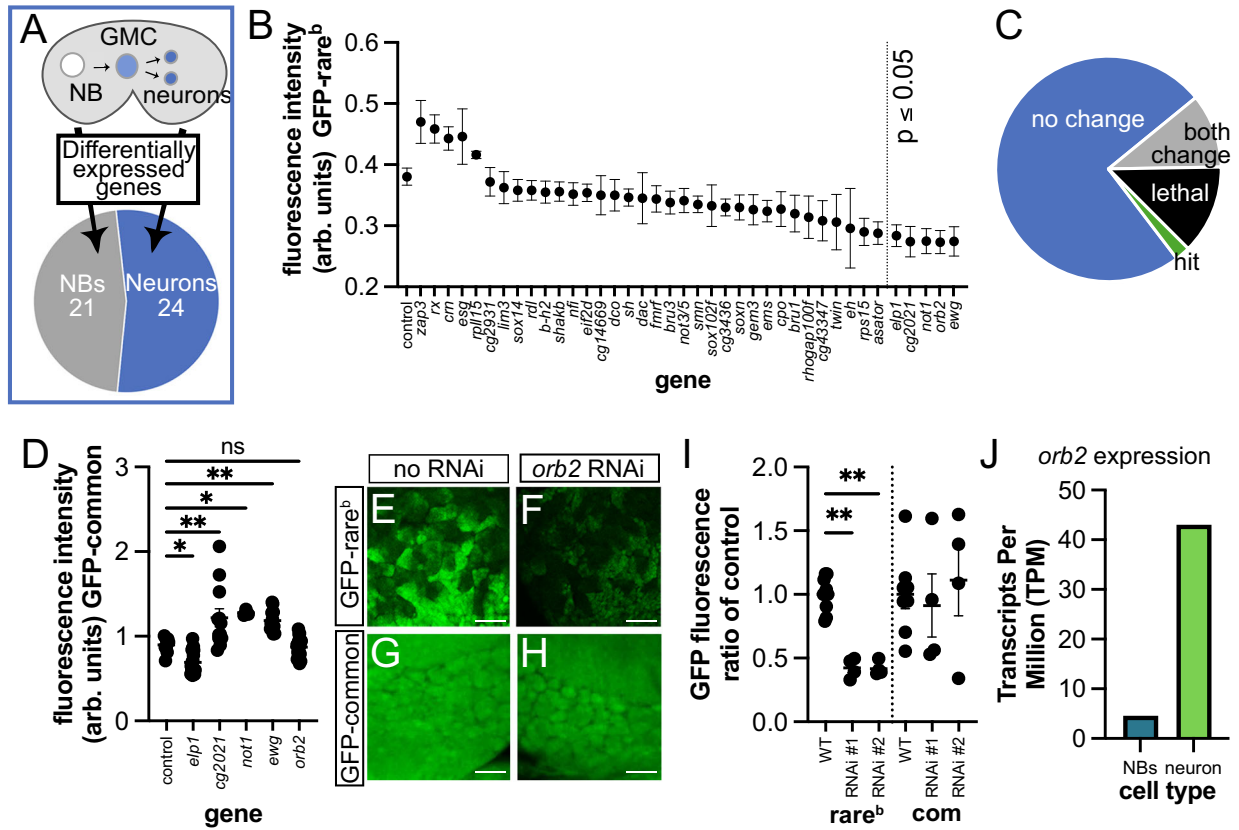 A
GMC
NB
neurons
Differentially
expressed
genes
NBs
21
Neurons
24
B
fluorescence intensity
(arb. units) GFP-rareᵇ
0.6
0.5
0.4
0.3
0.2
p ≤ 0.05
control
zap3
rx
crn
esg
rpll15
cg2931
lim3
sox14
rdl
b-h2
shakb
nfi
eif2d
cg14669
dco
sh
dac
fmrf
bru3
not3/5
smn
sox102f
cg3436
soxn
gem3
ems
cpo
bru1
rhogap100f
cg43347
twin
eh
rps15
asator
elp1
cg2021
not1
orb2
ewg
gene
C
no change
both
change
lethal
hit
D
fluorescence intensity
(arb. units) GFP-common
3
2
1
0
ns
**
*
**
*
control
elp1
cg2021
not1
ewg
orb2
gene
no RNAi
orb2 RNAi
GFP-rareᵇ
GFP-common
E
F
G
H
I
GFP fluorescence
ratio of control
2.0
1.5
1.0
0.5
0.0
**
**
WT
RNAi #1
RNAi #2
WT
RNAi #1
RNAi #2
rareᵇ
com
J
orb2 expression
Transcripts Per
Million (TPM)
50
40
30
20
10
0
NBs
neuron
cell type